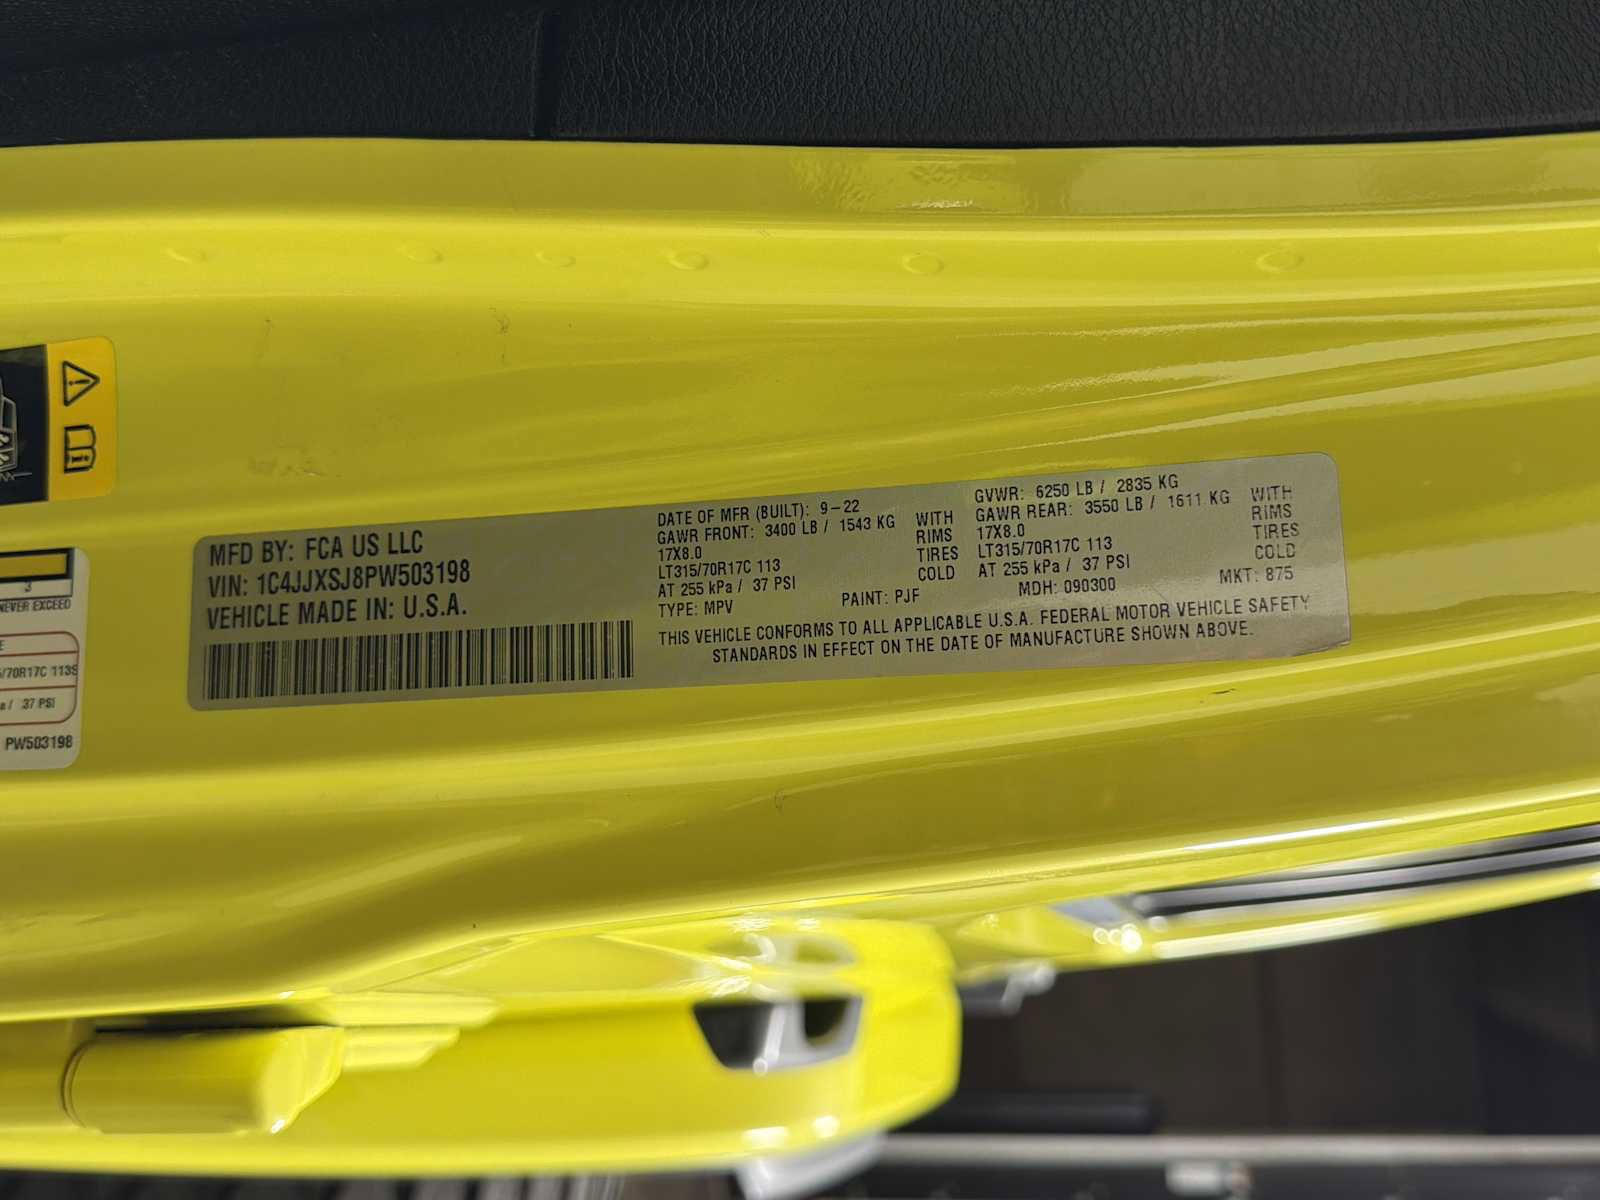 MFD BY: FCA US LLC
VIN: 1C4JJXSJ8PW503198
VEHICLE MADE IN: U.S.A.
DATE OF MFR (BUILT): 9-22
GAWR FRONT: 3400 LB / 1543 KG WITH
17X8.0 RIMS
LT315/70R17C 113 TIRES
AT 255 kPa / 37 PSI COLD
TYPE: MPV PAINT: PJF
GVWR: 6250 LB / 2835 KG
GAWR REAR: 3550 LB / 1611 KG WITH
17X8.0 RIMS
LT315/70R17C 113 TIRES
AT 255 kPa / 37 PSI COLD
MDH: 090300 MKT: 875
THIS VEHICLE CONFORMS TO ALL APPLICABLE U.S.A. FEDERAL MOTOR VEHICLE SAFETY
STANDARDS IN EFFECT ON THE DATE OF MANUFACTURE SHOWN ABOVE.
3
NEVER EXCEED
/70R17C 113S
/ 37 PSI
PW503198